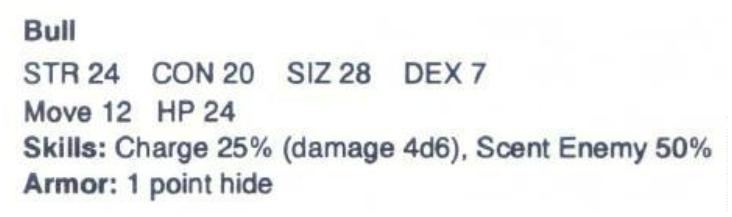 Bull
STR 24 CON 20 SIZ 28 DEX 7
Move 12 HP 24
Skills: Charge 25% (damage 4d6), Scent Enemy 50%
Armor: 1 point hide